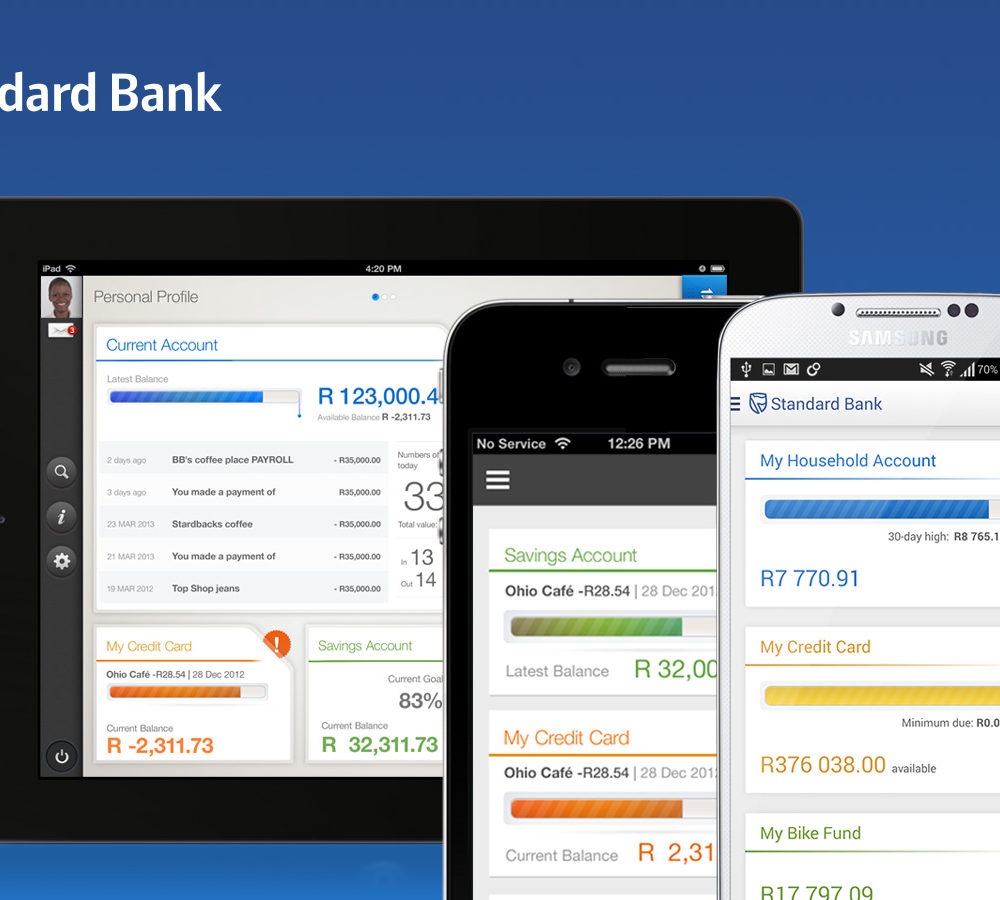 dard Bank
iPad
4:20 PM
Personal Profile
3
Current Account
Latest Balance
R 123,000.4
Available Balance R -2,311.73
2 days ago BB's coffee place PAYROLL - R35,000.00
3 days ago You made a payment of R35,000.00
23 MAR 2013 Stardbacks coffee - R35,000.00
21 MAR 2013 You made a payment of - R35,000.00
19 MAR 2012 Top Shop jeans - R35,000.00
Numbers of
today
33
Total value:
In 13
Out 14
My Credit Card
!
Ohio Café -R28.54 | 28 Dec 2012
Current Balance
R -2,311.73
Savings Account
Current Goal
83%
Current Balance
R 32,311.73
No Service
12:26 PM
Savings Account
Ohio Café -R28.54 | 28 Dec 201
Latest Balance R 32,00
My Credit Card
Ohio Café -R28.54 | 28 Dec 201
Current Balance R 2,31
SAMSUNG
70%
Standard Bank
My Household Account
30-day high: R8 765.1
R7 770.91
My Credit Card
Minimum due: R0.0
R376 038.00 available
My Bike Fund
R17 797.09